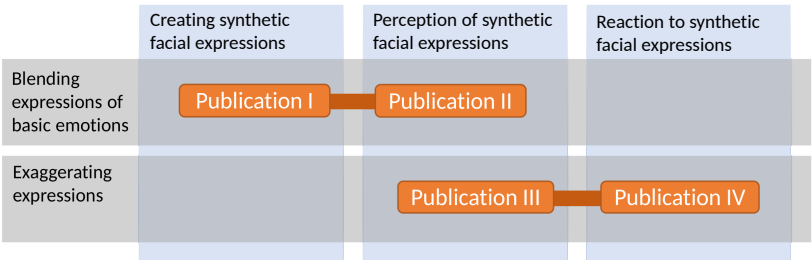 Creating synthetic
facial expressions
Perception of synthetic
facial expressions
Reaction to synthetic
facial expressions
Blending
expressions of
basic emotions
Publication I
Publication II
Exaggerating
expressions
Publication III
Publication IV